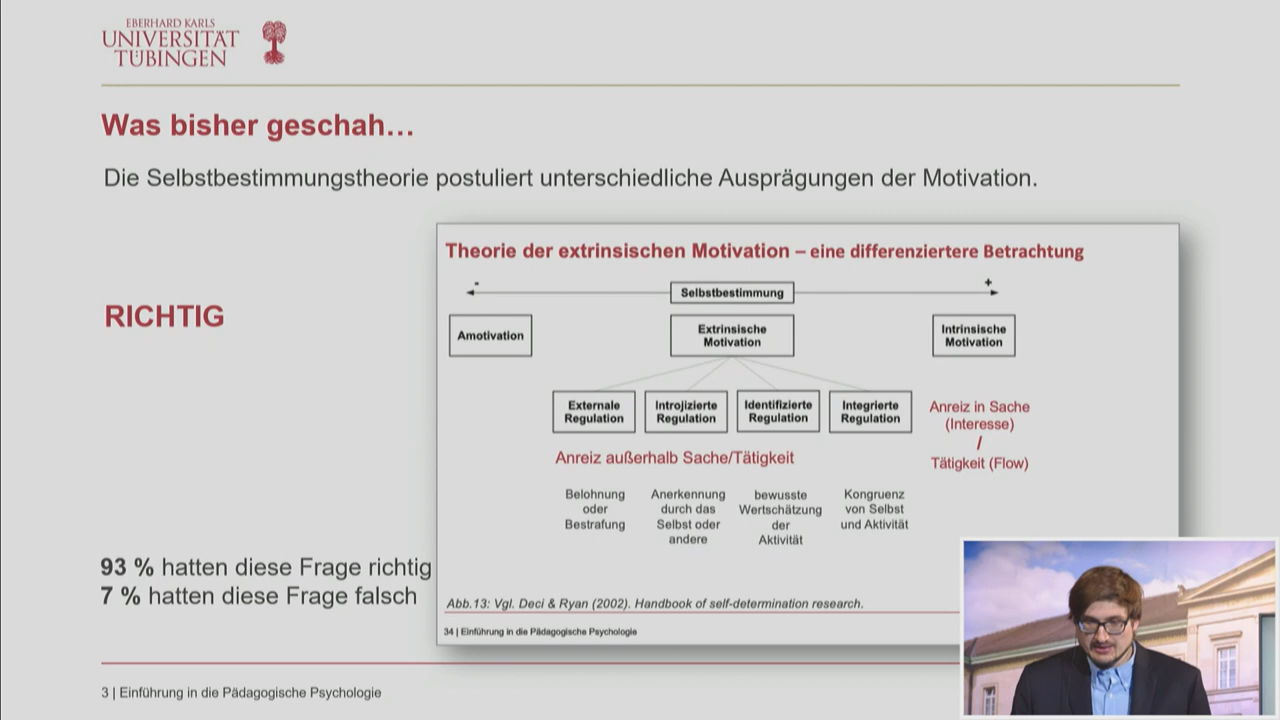 EBERHARD KARLS
UNIVERSITÄT
TÜBINGEN
Was bisher geschah…
Die Selbstbestimmungstheorie postuliert unterschiedliche Ausprägungen der Motivation.
RICHTIG
93 % hatten diese Frage richtig
7 % hatten diese Frage falsch
Theorie der extrinsischen Motivation – eine differenziertere Betrachtung
- +
Selbstbestimmung
Amotivation
Extrinsische
Motivation
Intrinsische
Motivation
Externale
Regulation
Introjizierte
Regulation
Identifizierte
Regulation
Integrierte
Regulation
Anreiz in Sache
(Interesse)
/
Tätigkeit (Flow)
Anreiz außerhalb Sache/Tätigkeit
Belohnung
oder
Bestrafung
Anerkennung
durch das
Selbst oder
andere
bewusste
Wertschätzung
der
Aktivität
Kongruenz
von Selbst
und Aktivität
Abb.13: Vgl. Deci & Ryan (2002). Handbook of self-determination research.
34 | Einführung in die Pädagogische Psychologie
3 | Einführung in die Pädagogische Psychologie